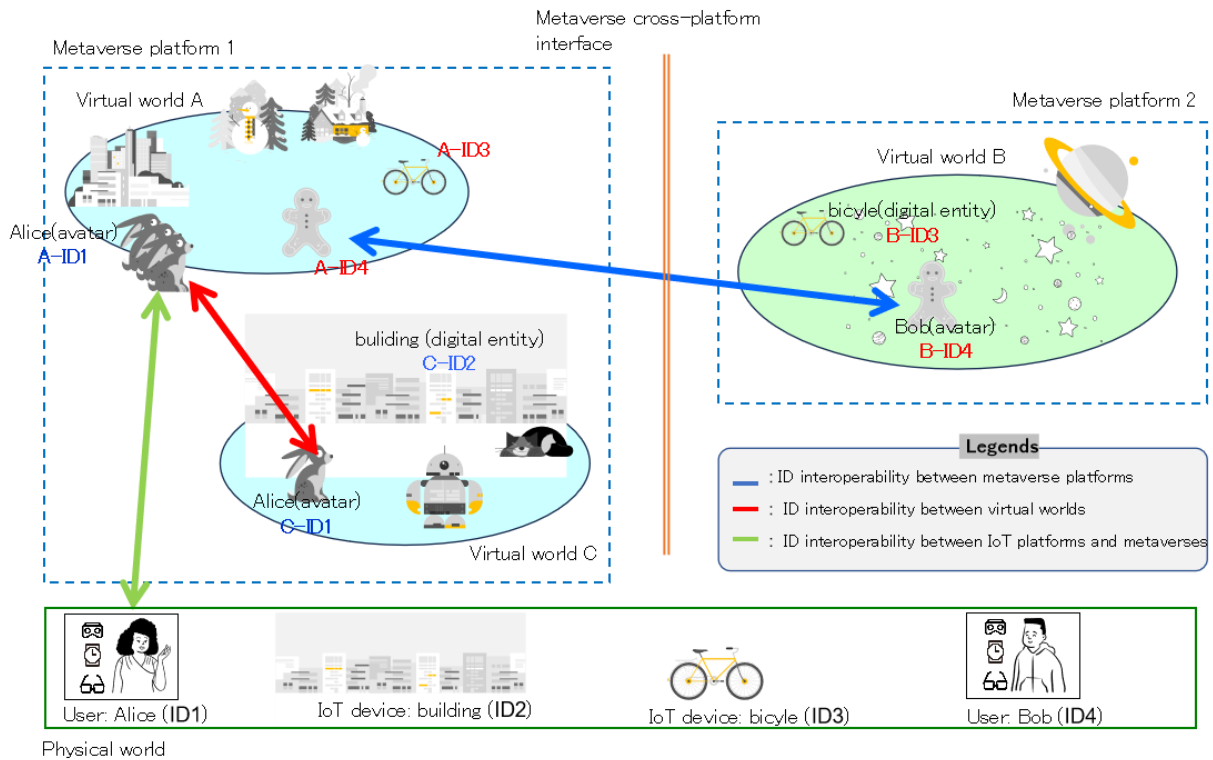 Metaverse cross-platform
interface
Metaverse platform 1
Virtual world A
A-ID3
Alice(avatar)
A-ID1
A-ID4
buliding (digital entity)
C-ID2
Alice(avatar)
C-ID1
Virtual world C
Metaverse platform 2
Virtual world B
bicyle(digital entity)
B-ID3
Bob(avatar)
B-ID4
Legends
: ID interoperability between metaverse platforms
: ID interoperability between virtual worlds
: ID interoperability between IoT platforms and metaverses
User: Alice (ID1)
IoT device: building (ID2)
IoT device: bicyle (ID3)
User: Bob (ID4)
Physical world